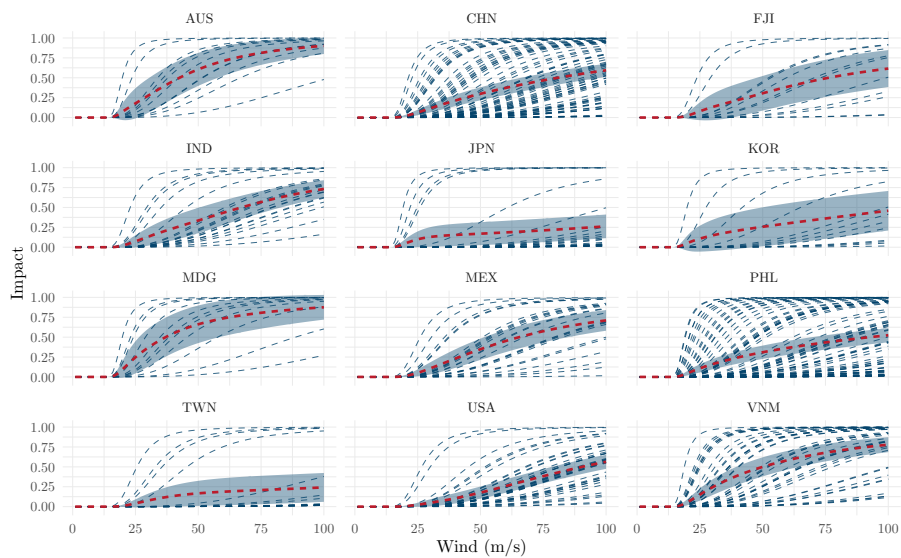 AUS CHN FJI
1.00
0.75
0.50
0.25
0.00
IND JPN KOR
1.00
0.75
0.50
0.25
0.00
Impact
MDG MEX PHL
1.00
0.75
0.50
0.25
0.00
TWN USA VNM
1.00
0.75
0.50
0.25
0.00
0 25 50 75 100 0 25 50 75 100 0 25 50 75 100
Wind (m/s)